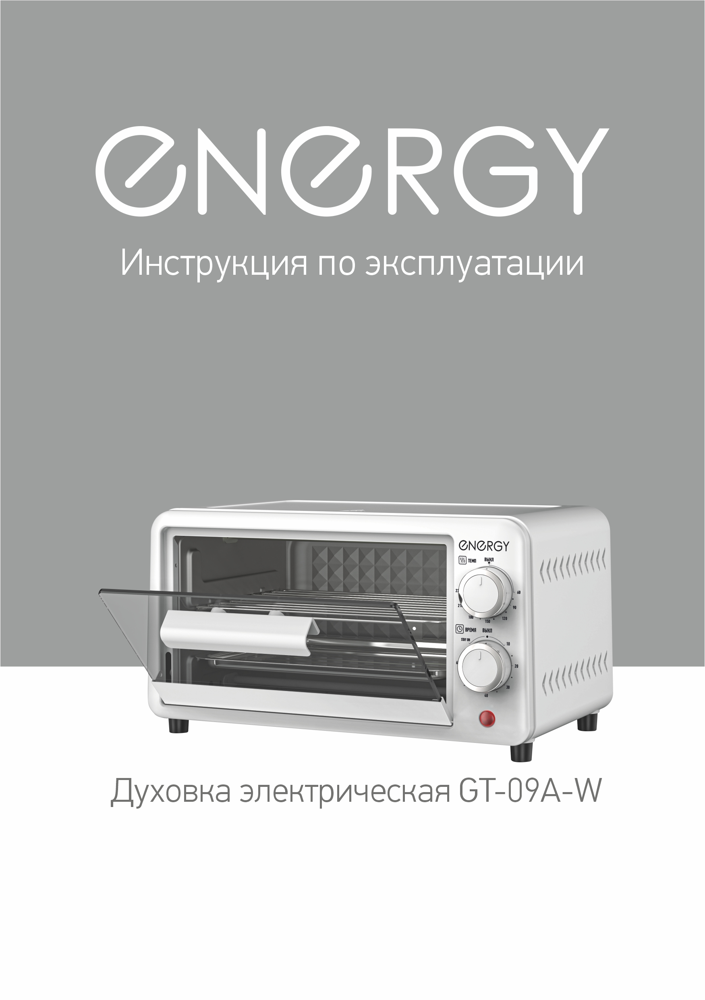 eNeRGY
Инструкция по эксплуатации
eNeRGY
ТЕМП
ВЫКЛ
60
90
120
150
180
ВРЕМЯ
ВЫКЛ
STAY ON
10
20
30
40
Духовка электрическая GT-09A-W